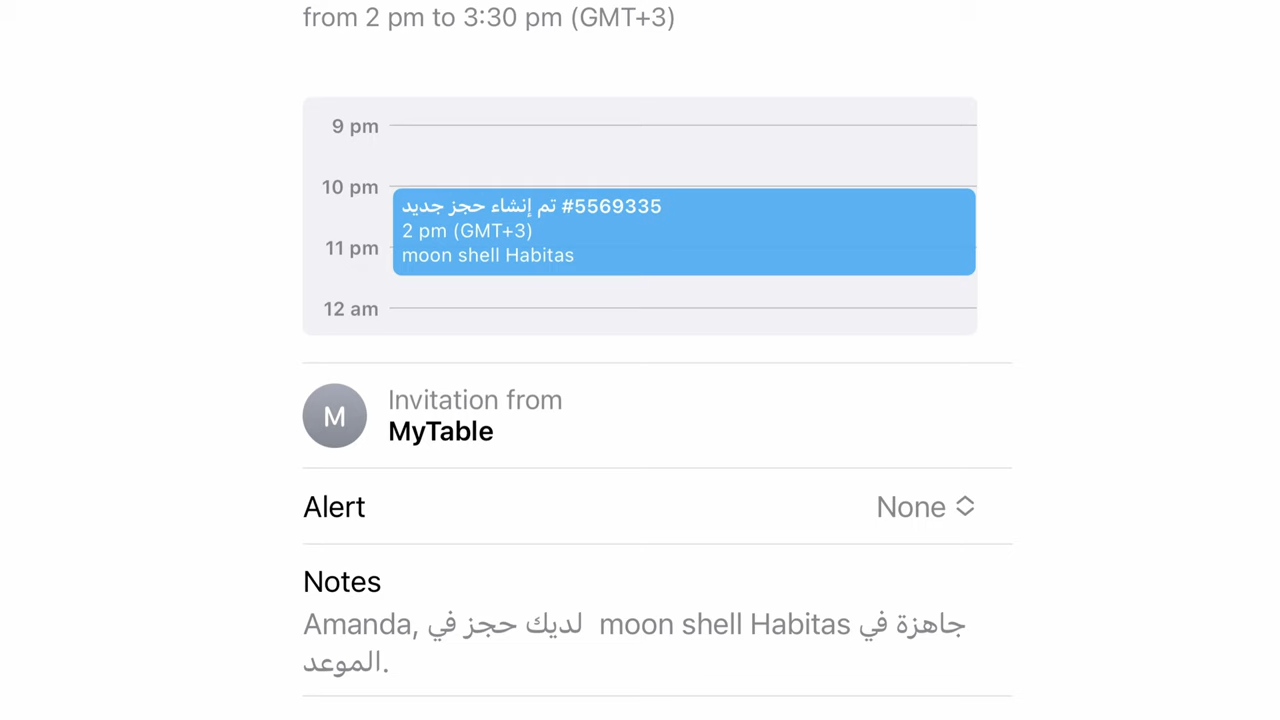 from 2 pm to 3:30 pm (GMT+3)
9 pm
10 pm
تم إنشاء حجز جديد #5569335
2 pm (GMT+3)
11 pm
moon shell Habitas
12 am
M
Invitation from
MyTable
Alert
None
Notes
Amanda, لديك حجز في moon shell Habitas جاهزة في
الموعد.